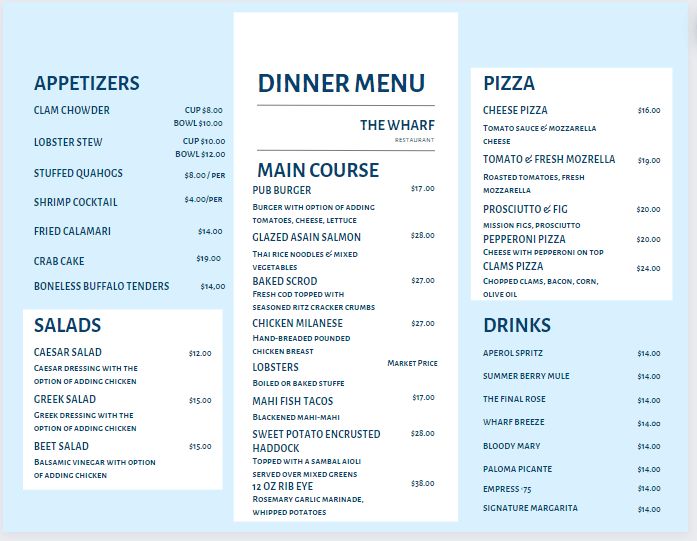 APPETIZERS
CLAM CHOWDER CUP $8.00
BOWL $10.00
LOBSTER STEW CUP $10.00
BOWL $12.00
STUFFED QUAHOGS $8.00 / PER
SHRIMP COCKTAIL $4.00/PER
FRIED CALAMARI $14.00
CRAB CAKE $19.00
BONELESS BUFFALO TENDERS $14,00
SALADS
CAESAR SALAD $12.00
CAESAR DRESSING WITH THE
OPTION OF ADDING CHICKEN
GREEK SALAD $15.00
GREEK DRESSING WITH THE
OPTION OF ADDING CHICKEN
BEET SALAD $15.00
BALSAMIC VINEGAR WITH OPTION
OF ADDING CHICKEN
DINNER MENU
THE WHARF
RESTAURANT
MAIN COURSE
PUB BURGER $17.00
BURGER WITH OPTION OF ADDING
TOMATOES, CHEESE, LETTUCE
GLAZED ASAIN SALMON $28.00
THAI RICE NOODLES & MIXED
VEGETABLES
BAKED SCROD $27.00
FRESH COD TOPPED WITH
SEASONED RITZ CRACKER CRUMBS
CHICKEN MILANESE $27.00
HAND-BREADED POUNDED
CHICKEN BREAST
LOBSTERS MARKET PRICE
BOILED OR BAKED STUFFE
MAHI FISH TACOS $17.00
BLACKENED MAHI-MAHI
SWEET POTATO ENCRUSTED $28.00
HADDOCK
TOPPED WITH A SAMBAL AIOLI
SERVED OVER MIXED GREENS
12 OZ RIB EYE $38.00
ROSEMARY GARLIC MARINADE,
WHIPPED POTATOES
PIZZA
CHEESE PIZZA $16.00
TOMATO SAUCE & MOZZARELLA
CHEESE
TOMATO & FRESH MOZRELLA $19.00
ROASTED TOMATOES, FRESH
MOZZARELLA
PROSCIUTTO & FIG $20.00
MISSION FIGS, PROSCIUTTO
PEPPERONI PIZZA $20.00
CHEESE WITH PEPPERONI ON TOP
CLAMS PIZZA $24.00
CHOPPED CLAMS, BACON, CORN,
OLIVE OIL
DRINKS
APEROL SPRITZ $14.00
SUMMER BERRY MULE $14.00
THE FINAL ROSE $14.00
WHARF BREEZE $14.00
BLOODY MARY $14.00
PALOMA PICANTE $14.00
EMPRESS ·75 $14.00
SIGNATURE MARGARITA $14.00